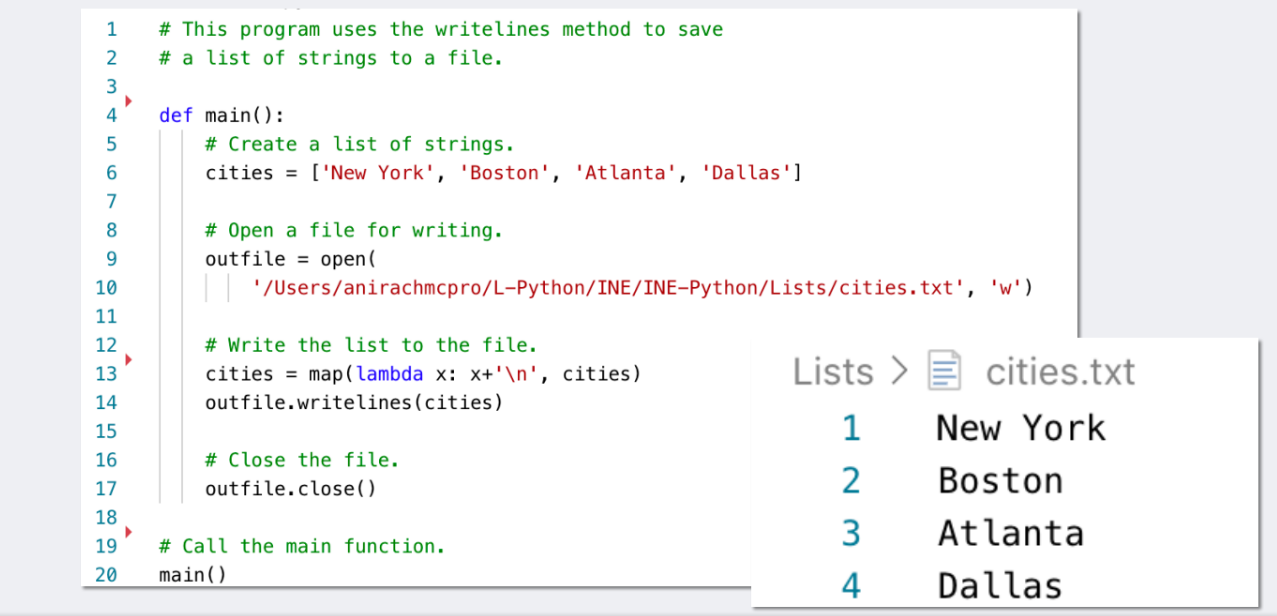 1 # This program uses the writelines method to save
2 # a list of strings to a file.
3
4 def main():
5     # Create a list of strings.
6     cities = ['New York', 'Boston', 'Atlanta', 'Dallas']
7
8     # Open a file for writing.
9     outfile = open(
10         '/Users/anirachmcpro/L-Python/INE/INE-Python/Lists/cities.txt', 'w')
11
12     # Write the list to the file.
13     cities = map(lambda x: x+'\n', cities)
14     outfile.writelines(cities)
15
16     # Close the file.
17     outfile.close()
18
19 # Call the main function.
20 main()
Lists > cities.txt
1 New York
2 Boston
3 Atlanta
4 Dallas